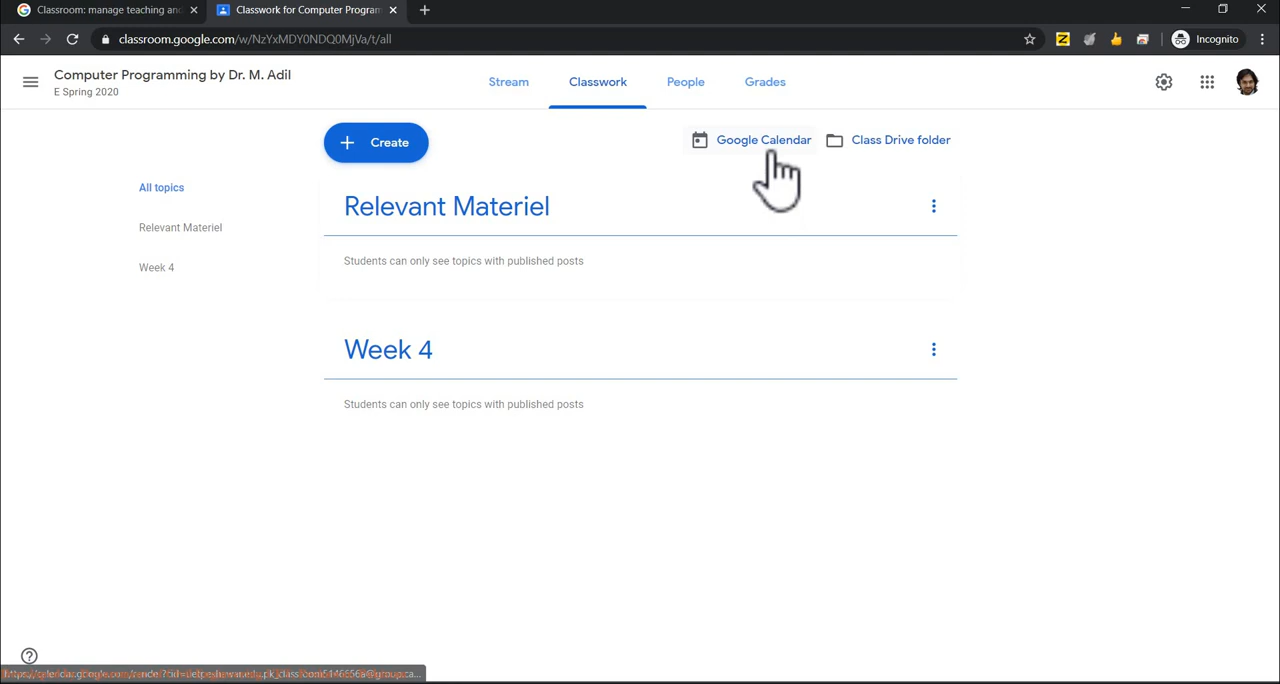 Classroom: manage teaching and
Classwork for Computer Program
classroom.google.com/w/NzYxMDY0NDQ0MjVa/t/all
Incognito
Computer Programming by Dr. M. Adil
E Spring 2020
Stream
Classwork
People
Grades
Create
Google Calendar
Class Drive folder
All topics
Relevant Materiel
Week 4
Relevant Materiel
Students can only see topics with published posts
Week 4
Students can only see topics with published posts